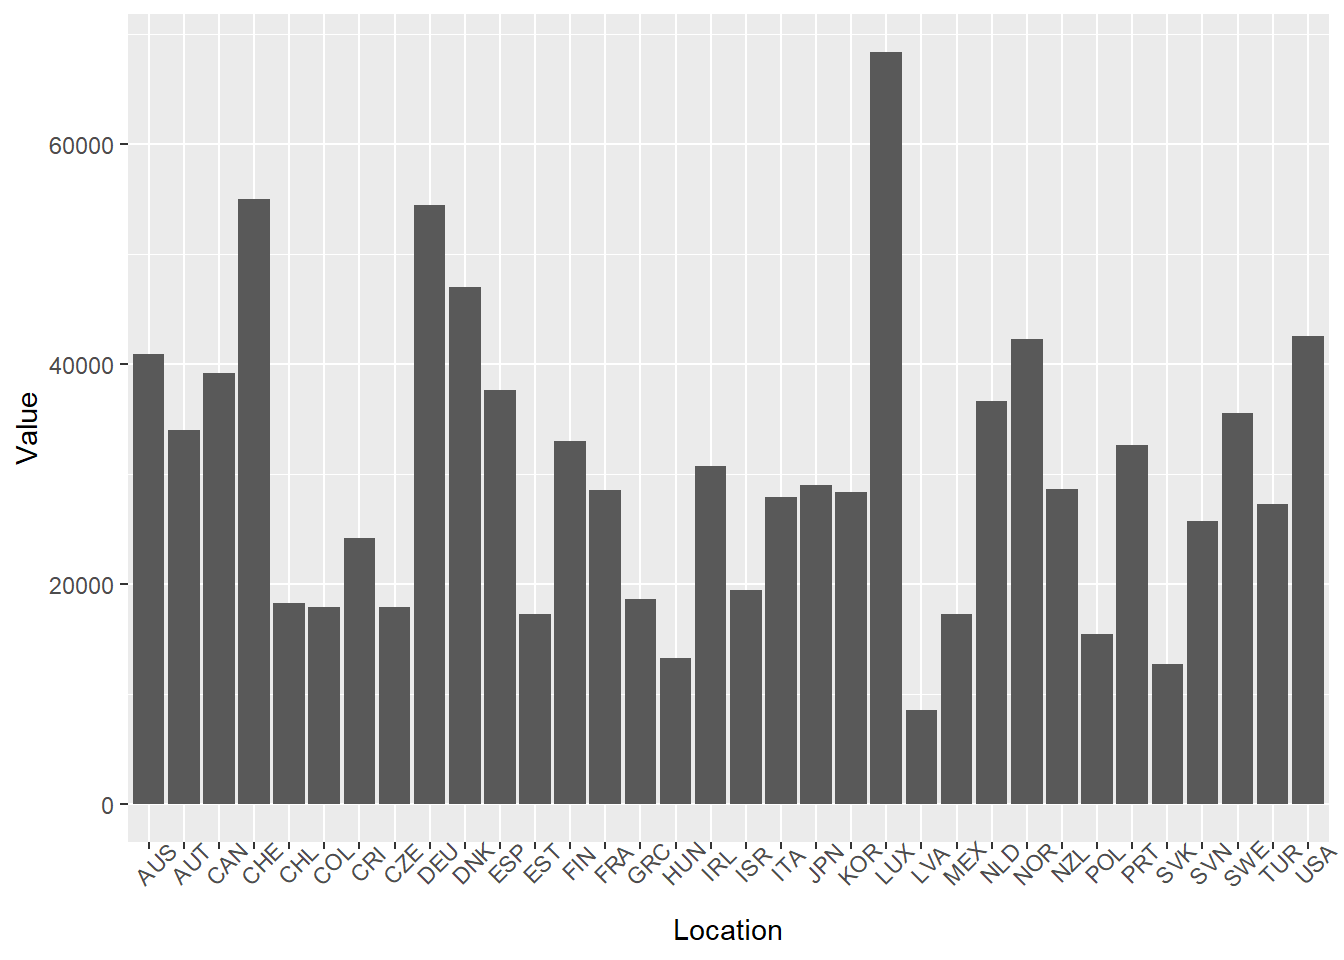 60000
40000
20000
0
Value
AUS AUT CAN CHE CHL COL CRI CZE DEU DNK ESP EST FIN FRA GRC HUN IRL ISR ITA JPN KOR LUX LVA MEX NLD NOR NZL POL PRT SVK SVN SWE TUR USA
Location